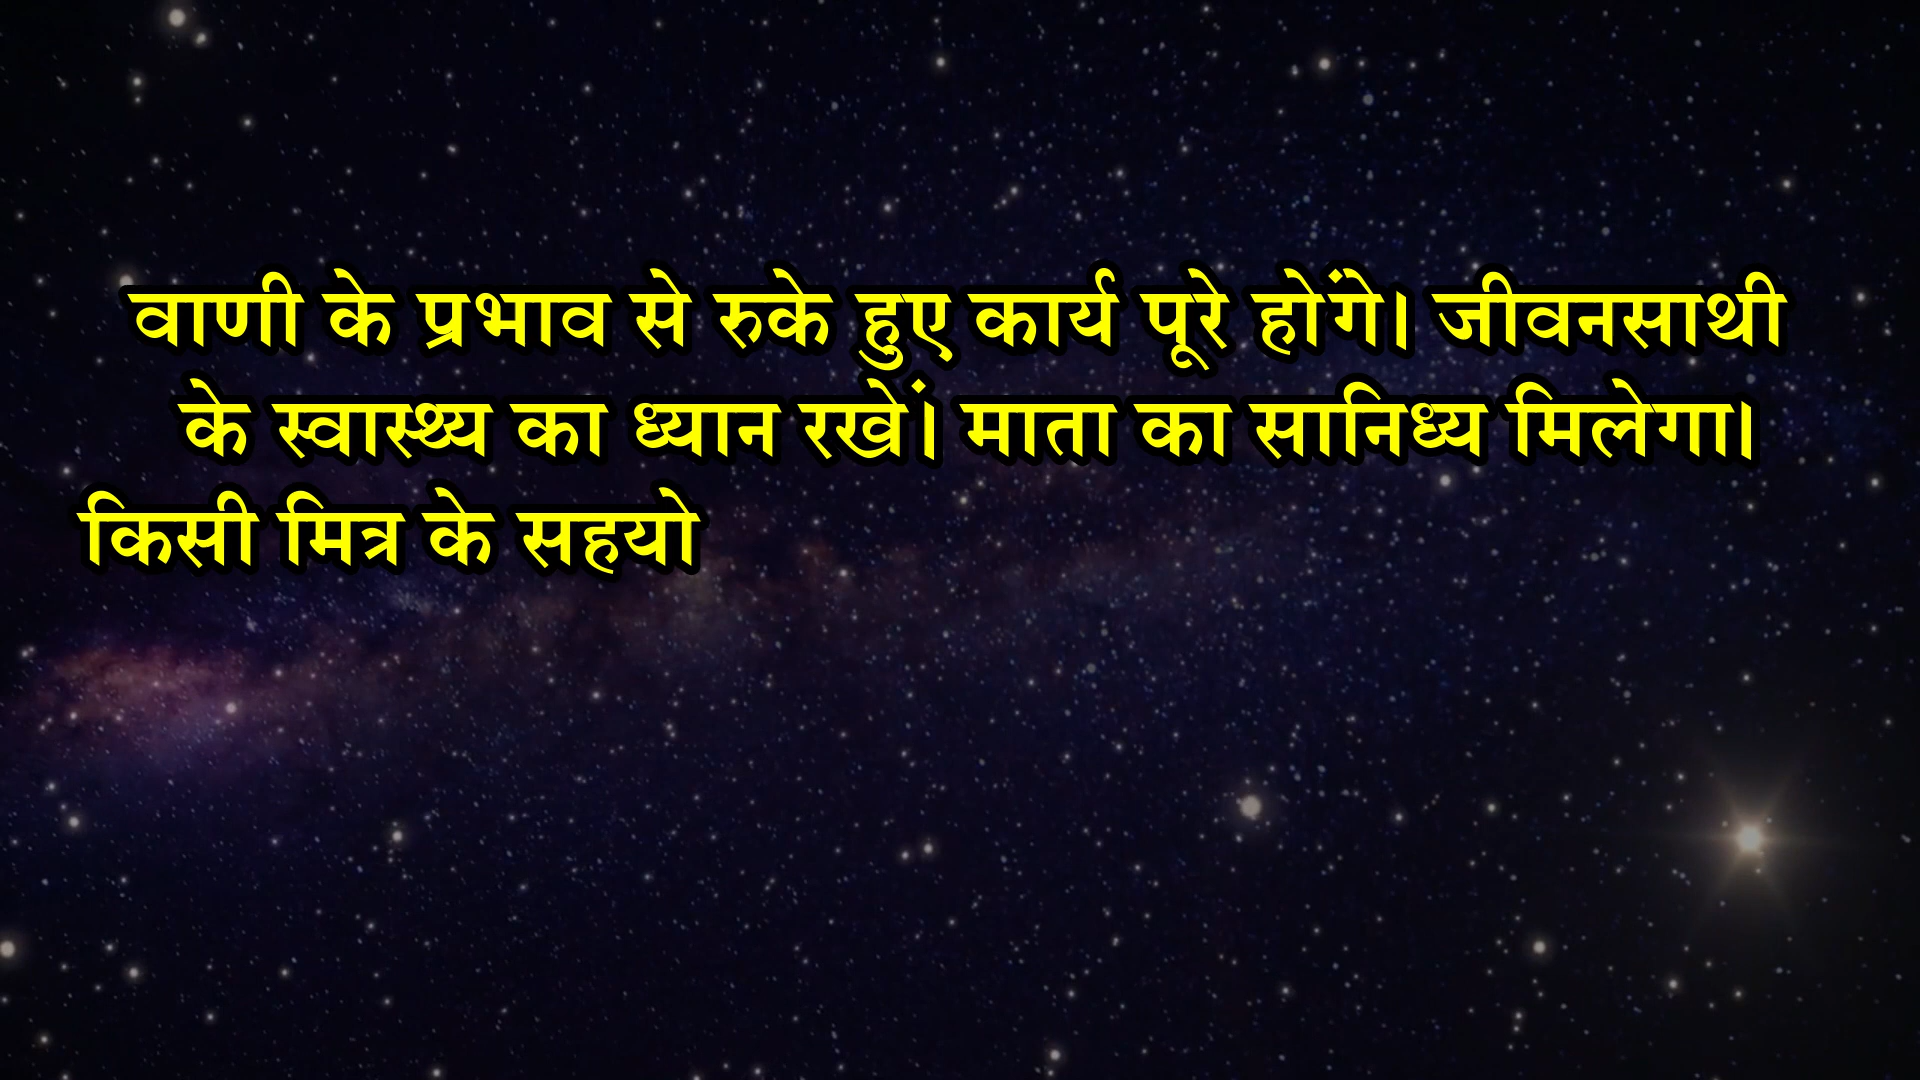 वाणी के प्रभाव से रुके हुए कार्य पूरे होंगे। जीवनसाथी
के स्वास्थ्य का ध्यान रखें। माता का सानिध्य मिलेगा।
किसी मित्र के सहयो